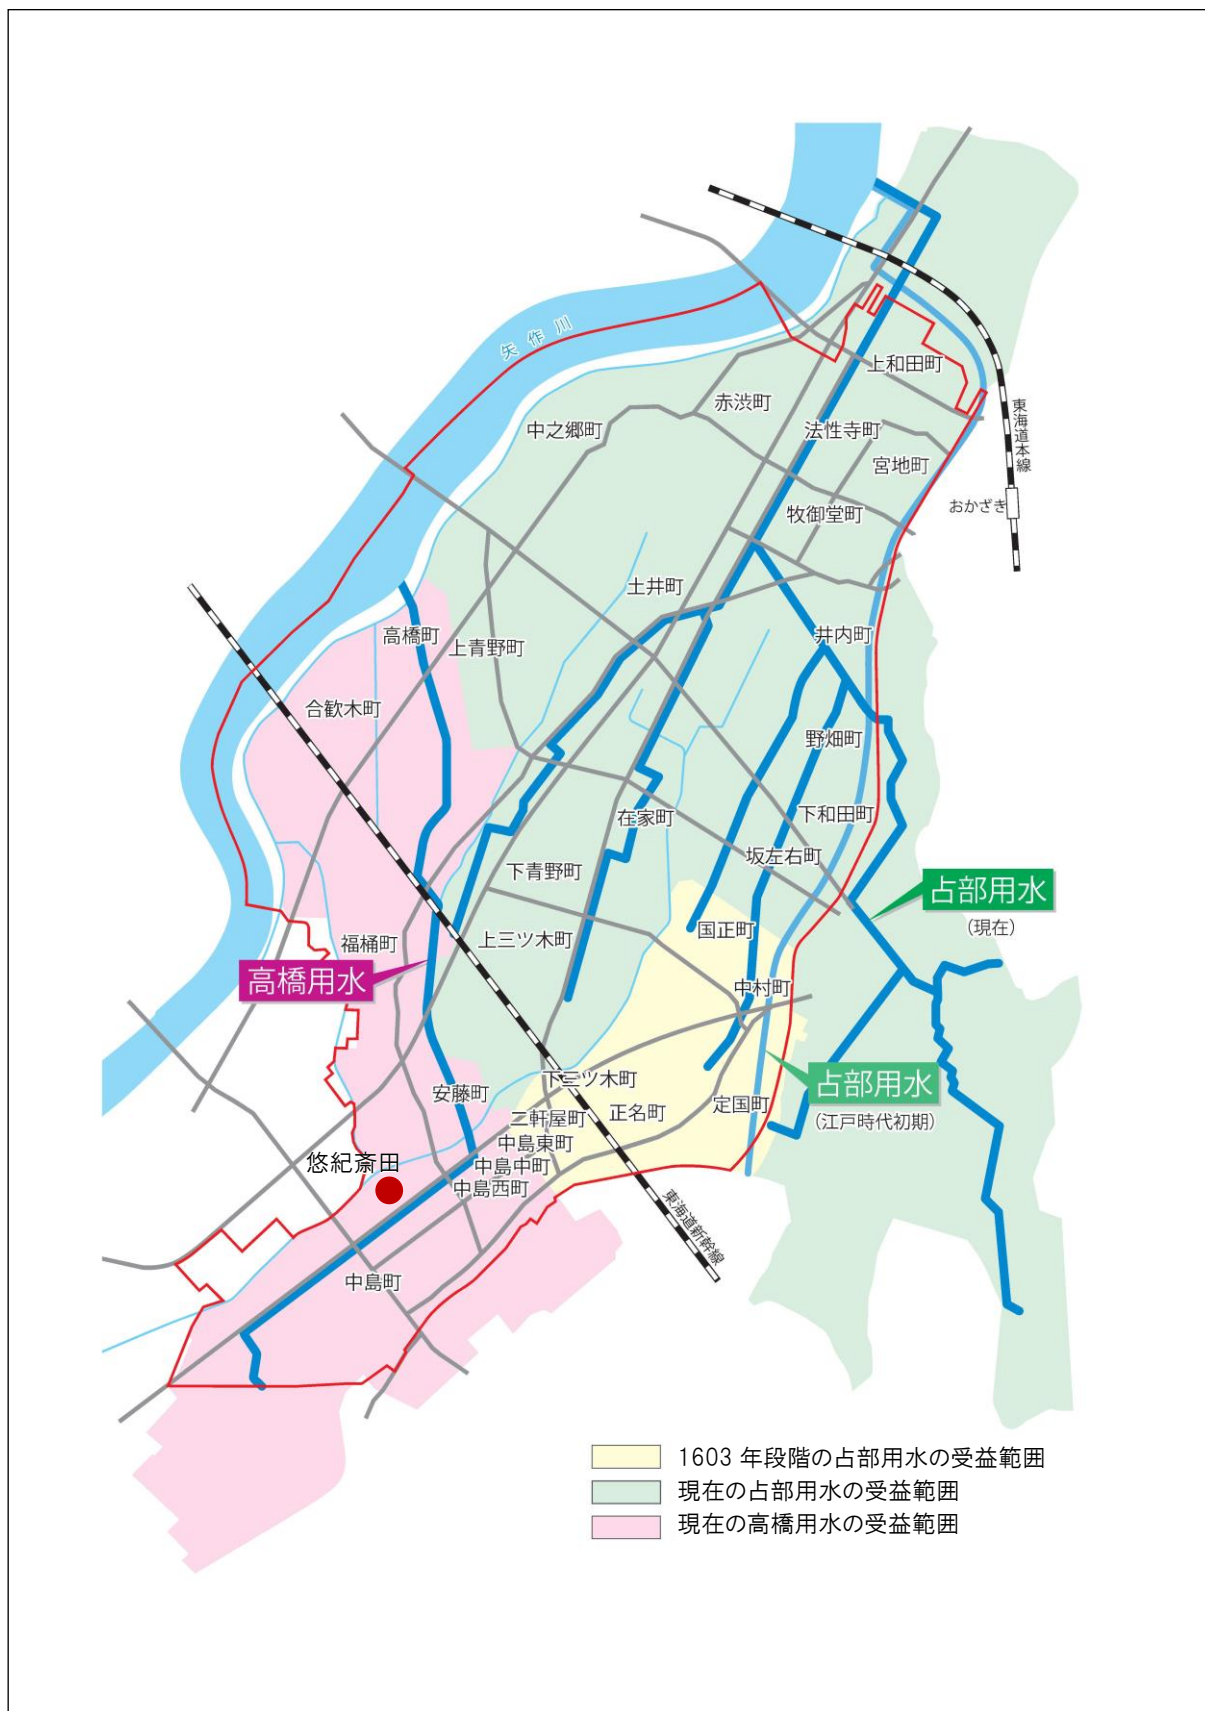 矢作川
上和田町
赤渋町
中之郷町
法性寺町
宮地町
東海道本線
おかざき
牧御堂町
土井町
高橋町
上青野町
井内町
合歓木町
野畑町
在家町
下和田町
坂左右町
下青野町
占部用水
(現在)
国正町
福桶町
上三ツ木町
高橋用水
中村町
下三ツ木町
占部用水
(江戸時代初期)
安藤町
定国町
正名町
二軒屋町
中島東町
悠紀斎田
中島中町
中島西町
東海道新幹線
中島町
1603 年段階の占部用水の受益範囲
現在の占部用水の受益範囲
現在の高橋用水の受益範囲